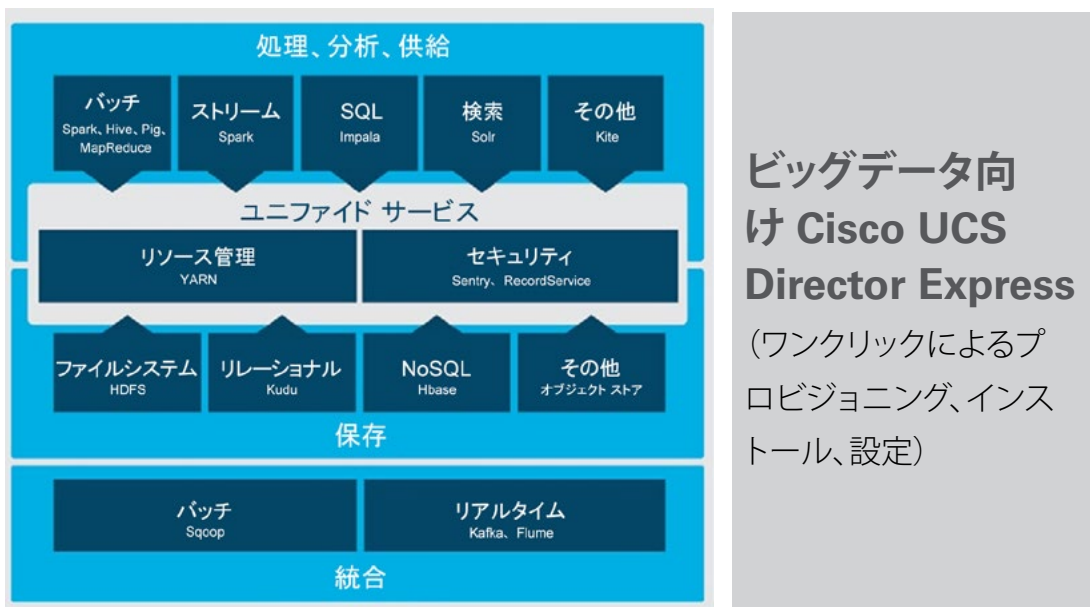 処理、分析、供給
バッチ
Spark、Hive、Pig、
MapReduce
ストリーム
Spark
SQL
Impala
検索
Solr
その他
Kite
ユニファイド サービス
リソース管理
YARN
セキュリティ
Sentry、RecordService
ファイルシステム
HDFS
リレーショナル
Kudu
NoSQL
Hbase
その他
オブジェクト ストア
保存
バッチ
Sqoop
リアルタイム
Kafka、Flume
統合
ビッグデータ向
け Cisco UCS
Director Express
（ワンクリックによるプ
ロビジョニング、インス
トール、設定）